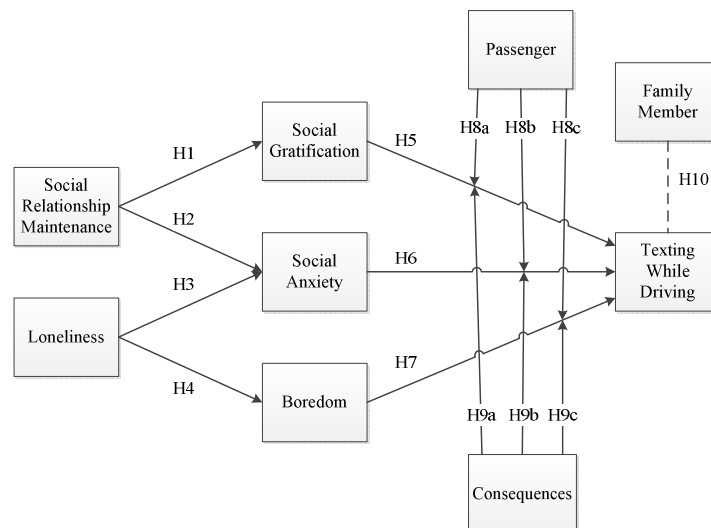 Passenger
Family
Member
H8a
H8b
H8c
H10
Social
Gratification
H5
H1
Social
Relationship
Maintenance
H2
Social
Anxiety
H6
Texting
While
Driving
H3
Loneliness
H4
Boredom
H7
H9a
H9b
H9c
Consequences